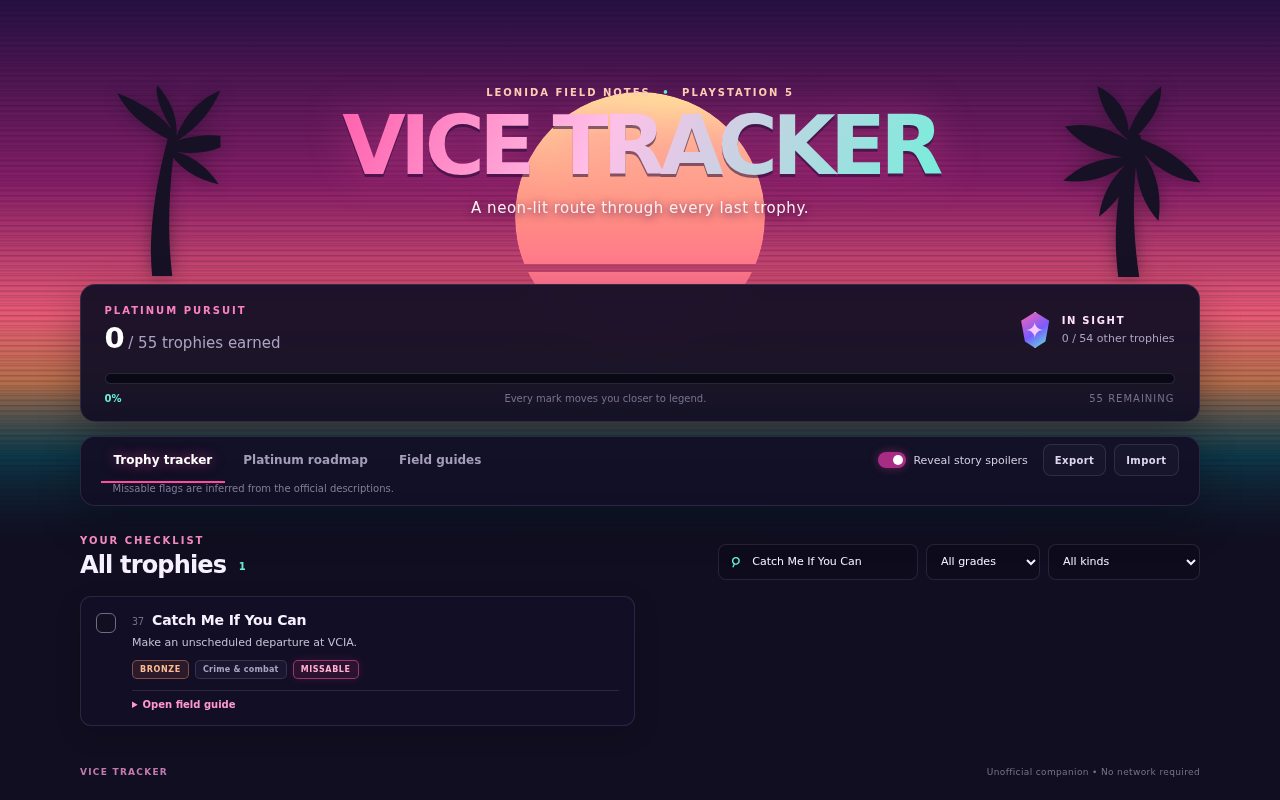 LEONIDA FIELD NOTES • PLAYSTATION 5
VICE TRACKER
A neon-lit route through every last trophy.
PLATINUM PURSUIT
0 / 55 trophies earned
IN SIGHT
0 / 54 other trophies
0%
Every mark moves you closer to legend.
55 REMAINING
Trophy tracker
Platinum roadmap
Field guides
Reveal story spoilers
Export
Import
Missable flags are inferred from the official descriptions.
YOUR CHECKLIST
All trophies 1
Catch Me If You Can
All grades
All kinds
37 Catch Me If You Can
Make an unscheduled departure at VCIA.
BRONZE
Crime & combat
MISSABLE
Open field guide
VICE TRACKER
Unofficial companion • No network required